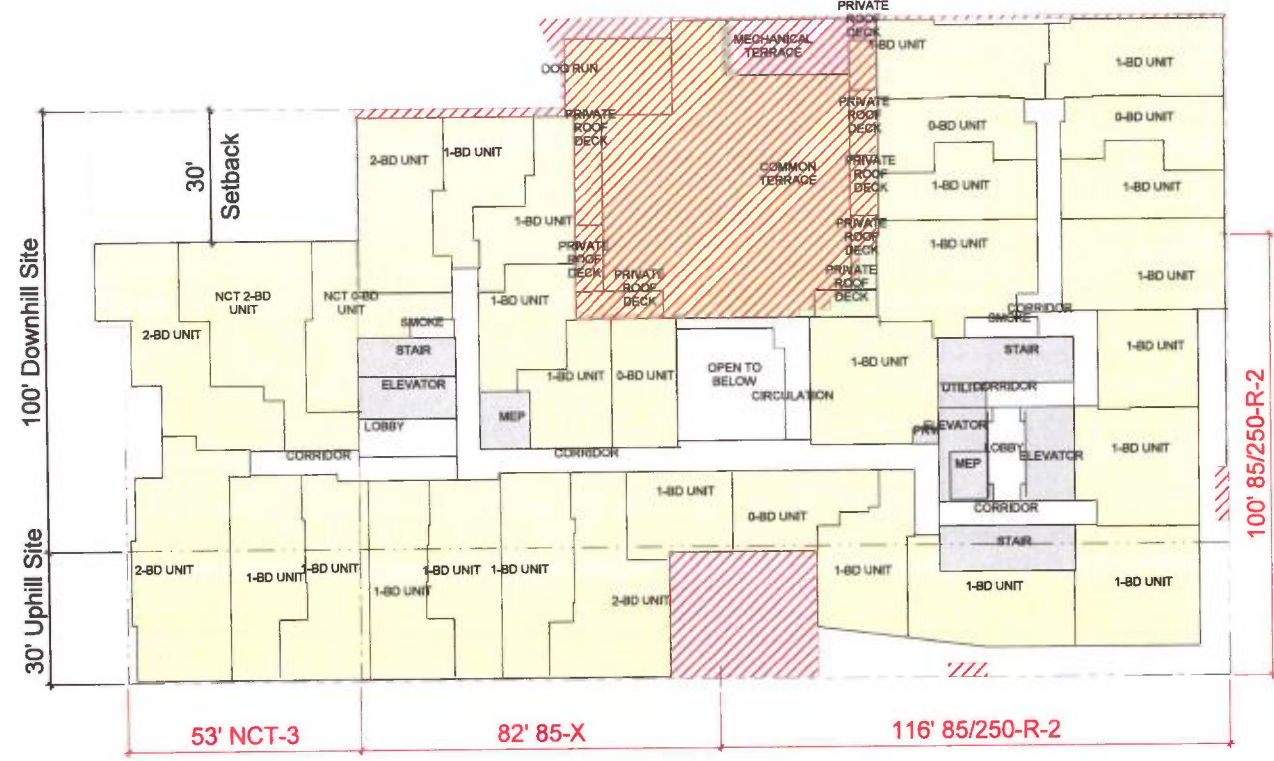 PRIVATE
ROOF
DECK
MECHANICAL
TERRACE
1-BD UNIT
1-BD UNIT
DOG RUN
PRIVATE
ROOF
DECK
PRIVATE
ROOF
DECK
0-BD UNIT
0-BD UNIT
30'
Setback
2-BD UNIT
1-BD UNIT
COMMON
TERRACE
PRIVATE
ROOF
DECK
1-BD UNIT
1-BD UNIT
1-BD UNIT
PRIVATE
ROOF
DECK
1-BD UNIT
PRIVATE
ROOF
DECK
PRIVATE
ROOF
DECK
PRIVATE
ROOF
DECK
1-BD UNIT
100' Downhill Site
NCT 2-BD
UNIT
NCT 0-BD
UNIT
1-BD UNIT
CORRIDOR
SMOKE
SMOKE
2-BD UNIT
STAIR
STAIR
1-BD UNIT
1-BD UNIT
ELEVATOR
1-BD UNIT
0-BD UNIT
OPEN TO
BELOW
CIRCULATION
CORRIDOR
100' 85/250-R-2
MEP
LOBBY
ELEVATOR
LOBBY
ELEVATOR
1-BD UNIT
CORRIDOR
CORRIDOR
MEP
1-BD UNIT
0-BD UNIT
CORRIDOR
STAIR
30' Uphill Site
2-BD UNIT
1-BD UNIT
1-BD UNIT
1-BD UNIT
1-BD UNIT
1-BD UNIT
2-BD UNIT
1-BD UNIT
1-BD UNIT
1-BD UNIT
53' NCT-3
82' 85-X
116' 85/250-R-2